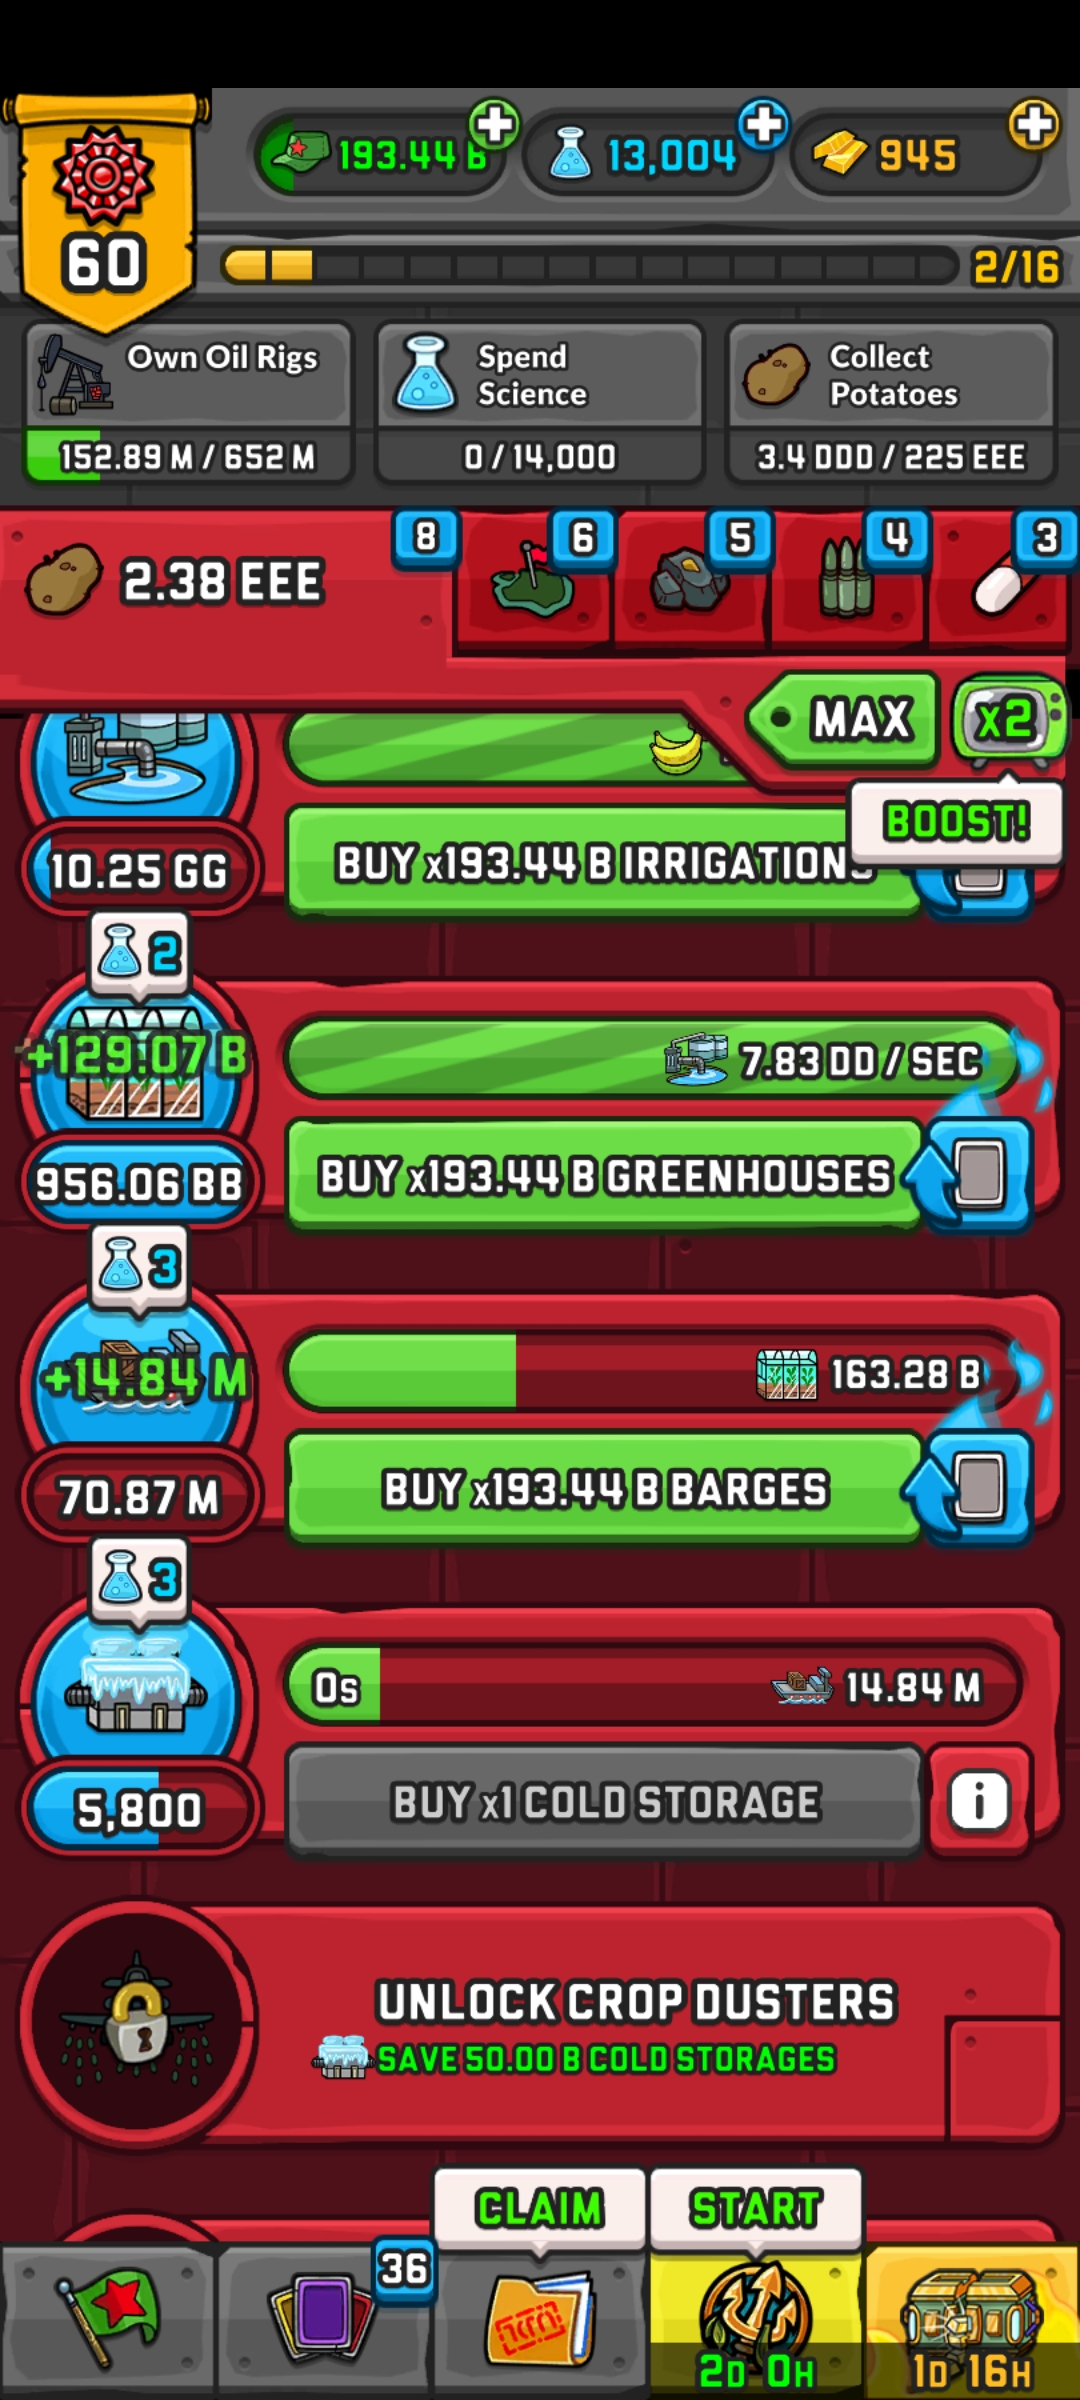 60
193.44 B
13,004
945
2/16
Own Oil Rigs
152.89 M / 652 M
Spend
Science
0 / 14,000
Collect
Potatoes
3.4 DDD / 225 EEE
2.38 EEE
8
6
5
4
3
MAX
x2
BOOST!
10.25 GG
BUY x193.44 B IRRIGATIONS
2
+129.07 B
956.06 BB
7.83 DD / SEC
BUY x193.44 B GREENHOUSES
3
+14.84 M
70.87 M
163.28 B
BUY x193.44 B BARGES
3
5,800
0s
14.84 M
BUY x1 COLD STORAGE
i
UNLOCK CROP DUSTERS
SAVE 50.00 B COLD STORAGES
CLAIM
START
36
2D 0H
1D 16H